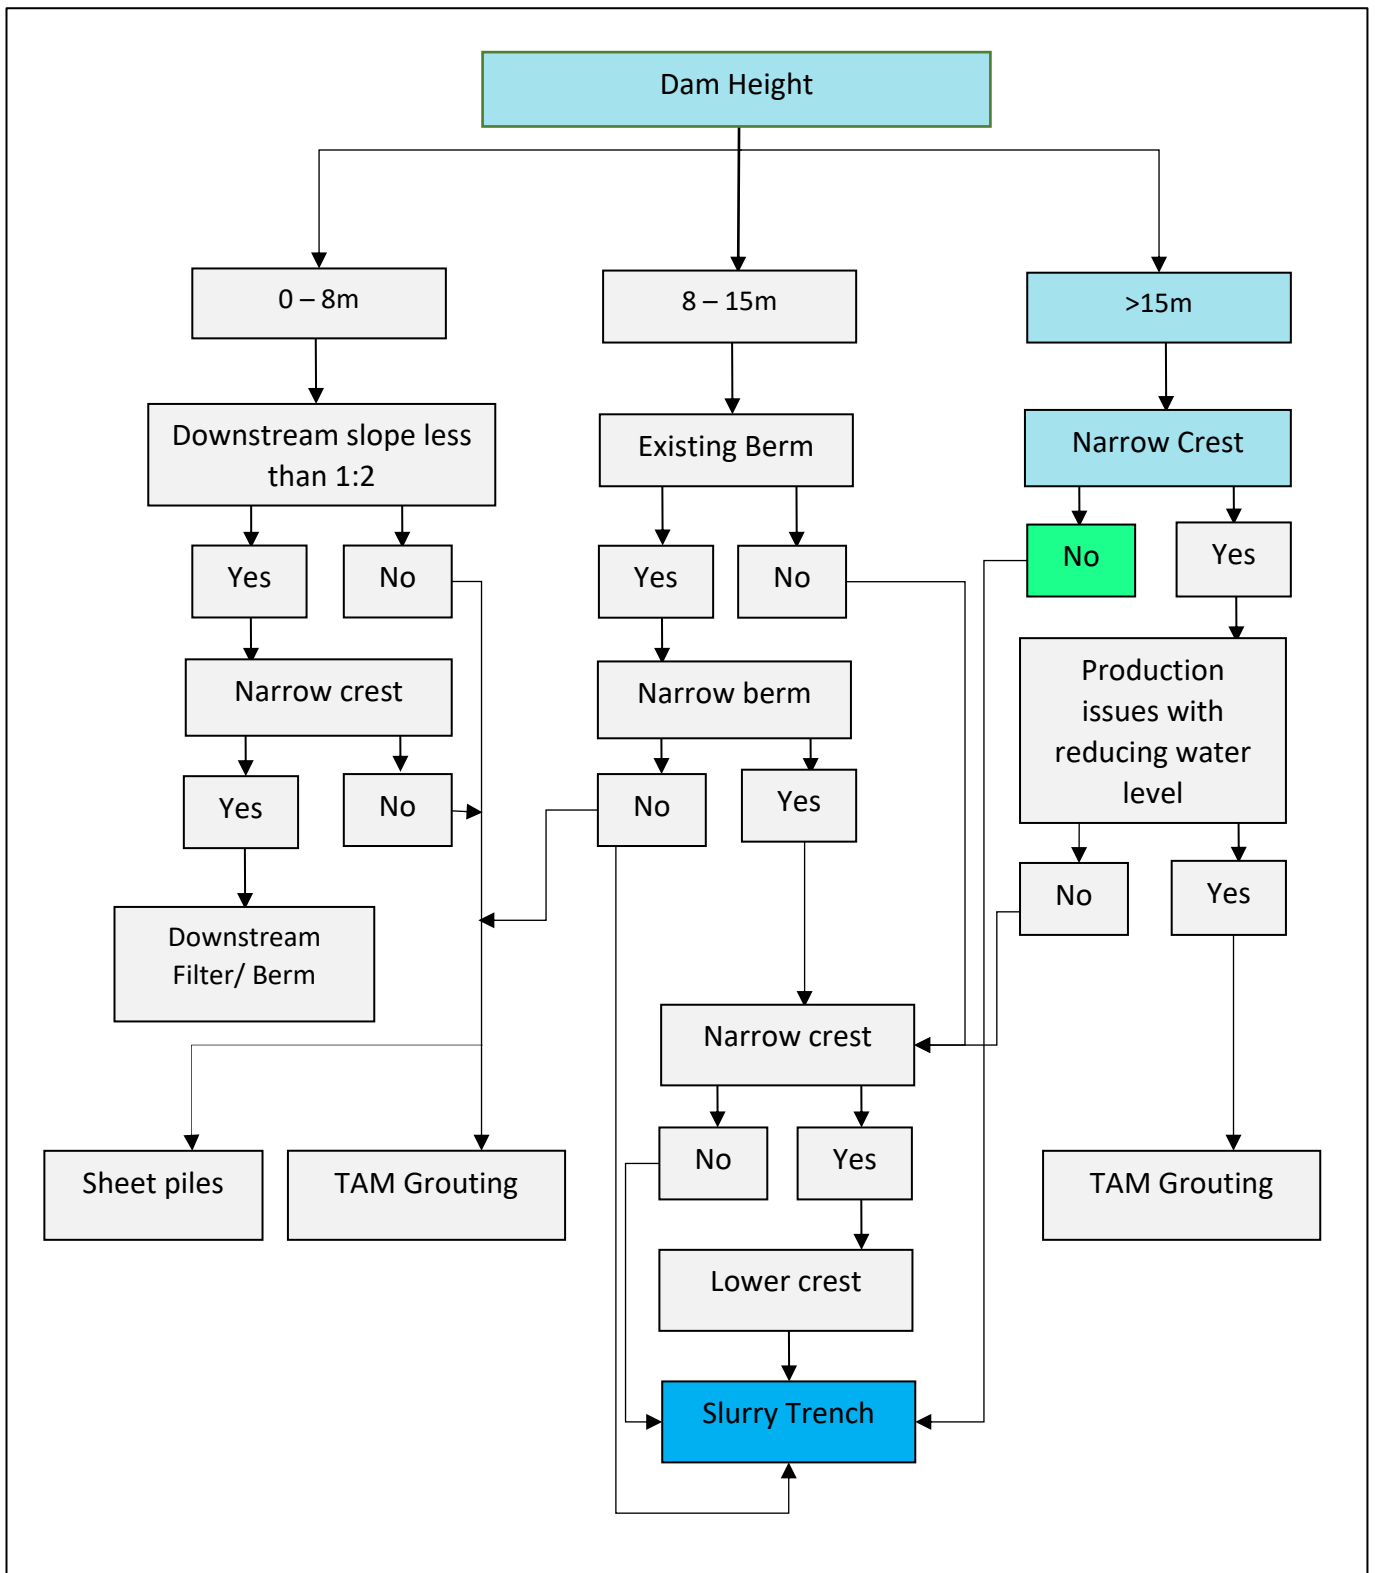 Dam Height
0 – 8m
8 – 15m
>15m
Downstream slope less
than 1:2
Existing Berm
Narrow Crest
Yes
No
Yes
No
No
Yes
Narrow crest
Narrow berm
Production
issues with
reducing water
level
Yes
No
No
Yes
No
Yes
Downstream
Filter/ Berm
Narrow crest
No
Yes
Sheet piles
TAM Grouting
TAM Grouting
Lower crest
Slurry Trench